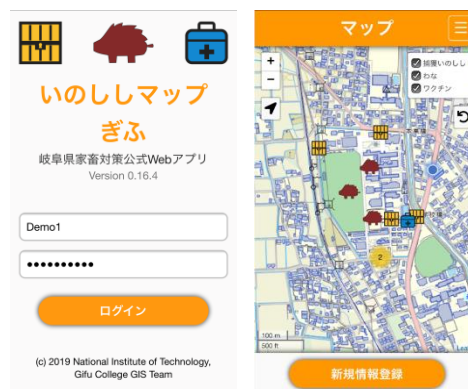 いのししマップ
ぎふ
岐阜県家畜対策公式Webアプリ
Version 0.16.4
Demo1
••••••••••
ログイン
(c) 2019 National Institute of Technology,
Gifu College GIS Team
マップ
+
−
捕獲いのしし
わな
ワクチン
2
100 m
500 ft
新規情報登録